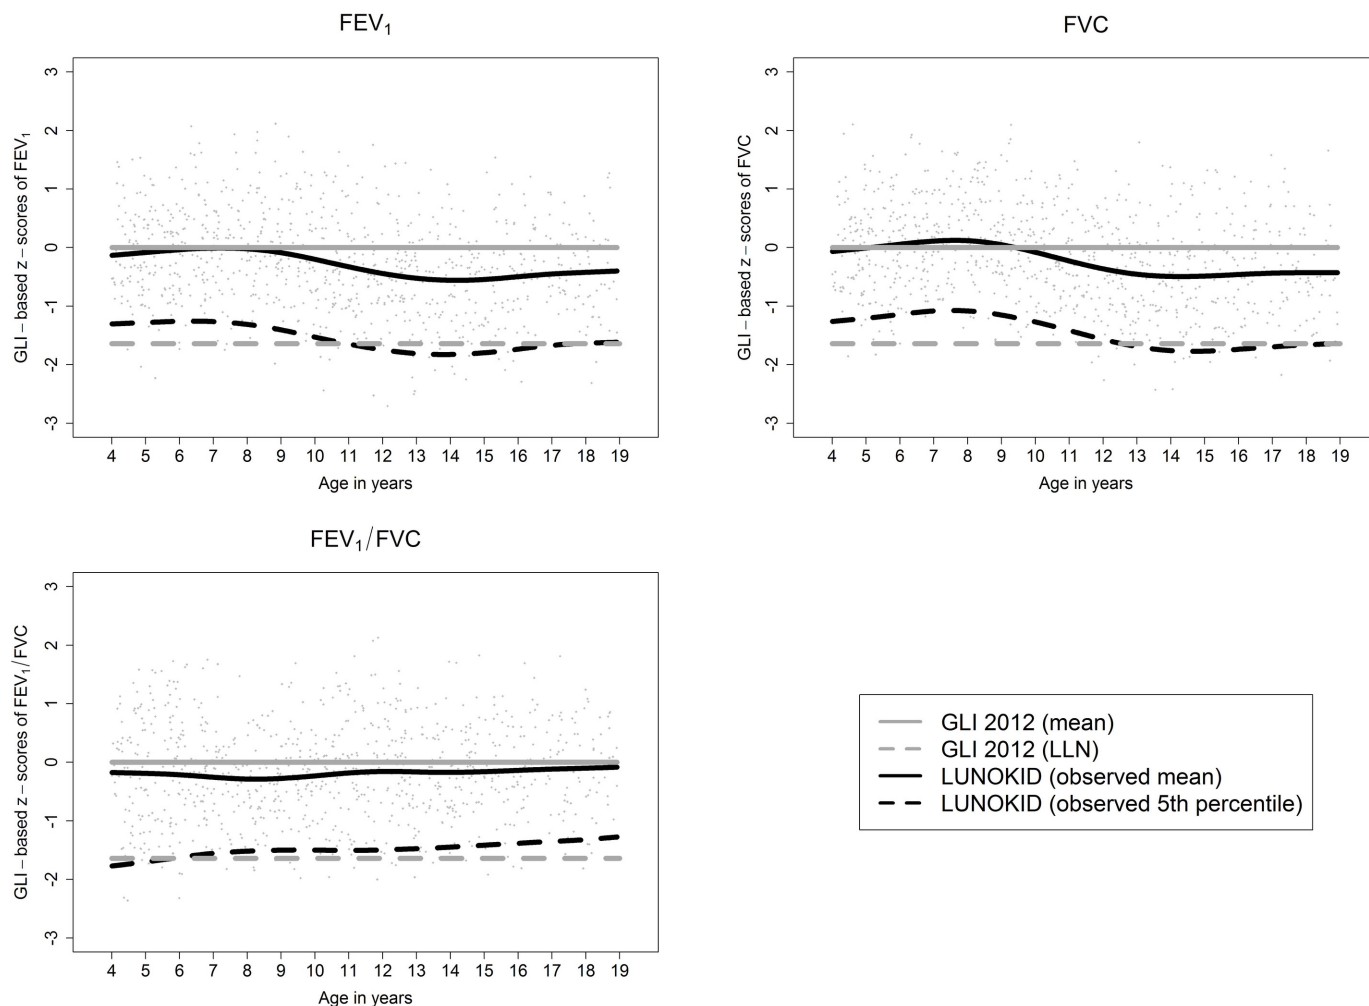 FEV₁
GLI – based z – scores of FEV₁
3
2
1
0
-1
-2
-3
4 5 6 7 8 9 10 11 12 13 14 15 16 17 18 19
Age in years
FVC
GLI – based z – scores of FVC
3
2
1
0
-1
-2
-3
4 5 6 7 8 9 10 11 12 13 14 15 16 17 18 19
Age in years
FEV₁/FVC
GLI – based z – scores of FEV₁/FVC
3
2
1
0
-1
-2
-3
4 5 6 7 8 9 10 11 12 13 14 15 16 17 18 19
Age in years
GLI 2012 (mean)
GLI 2012 (LLN)
LUNOKID (observed mean)
LUNOKID (observed 5th percentile)